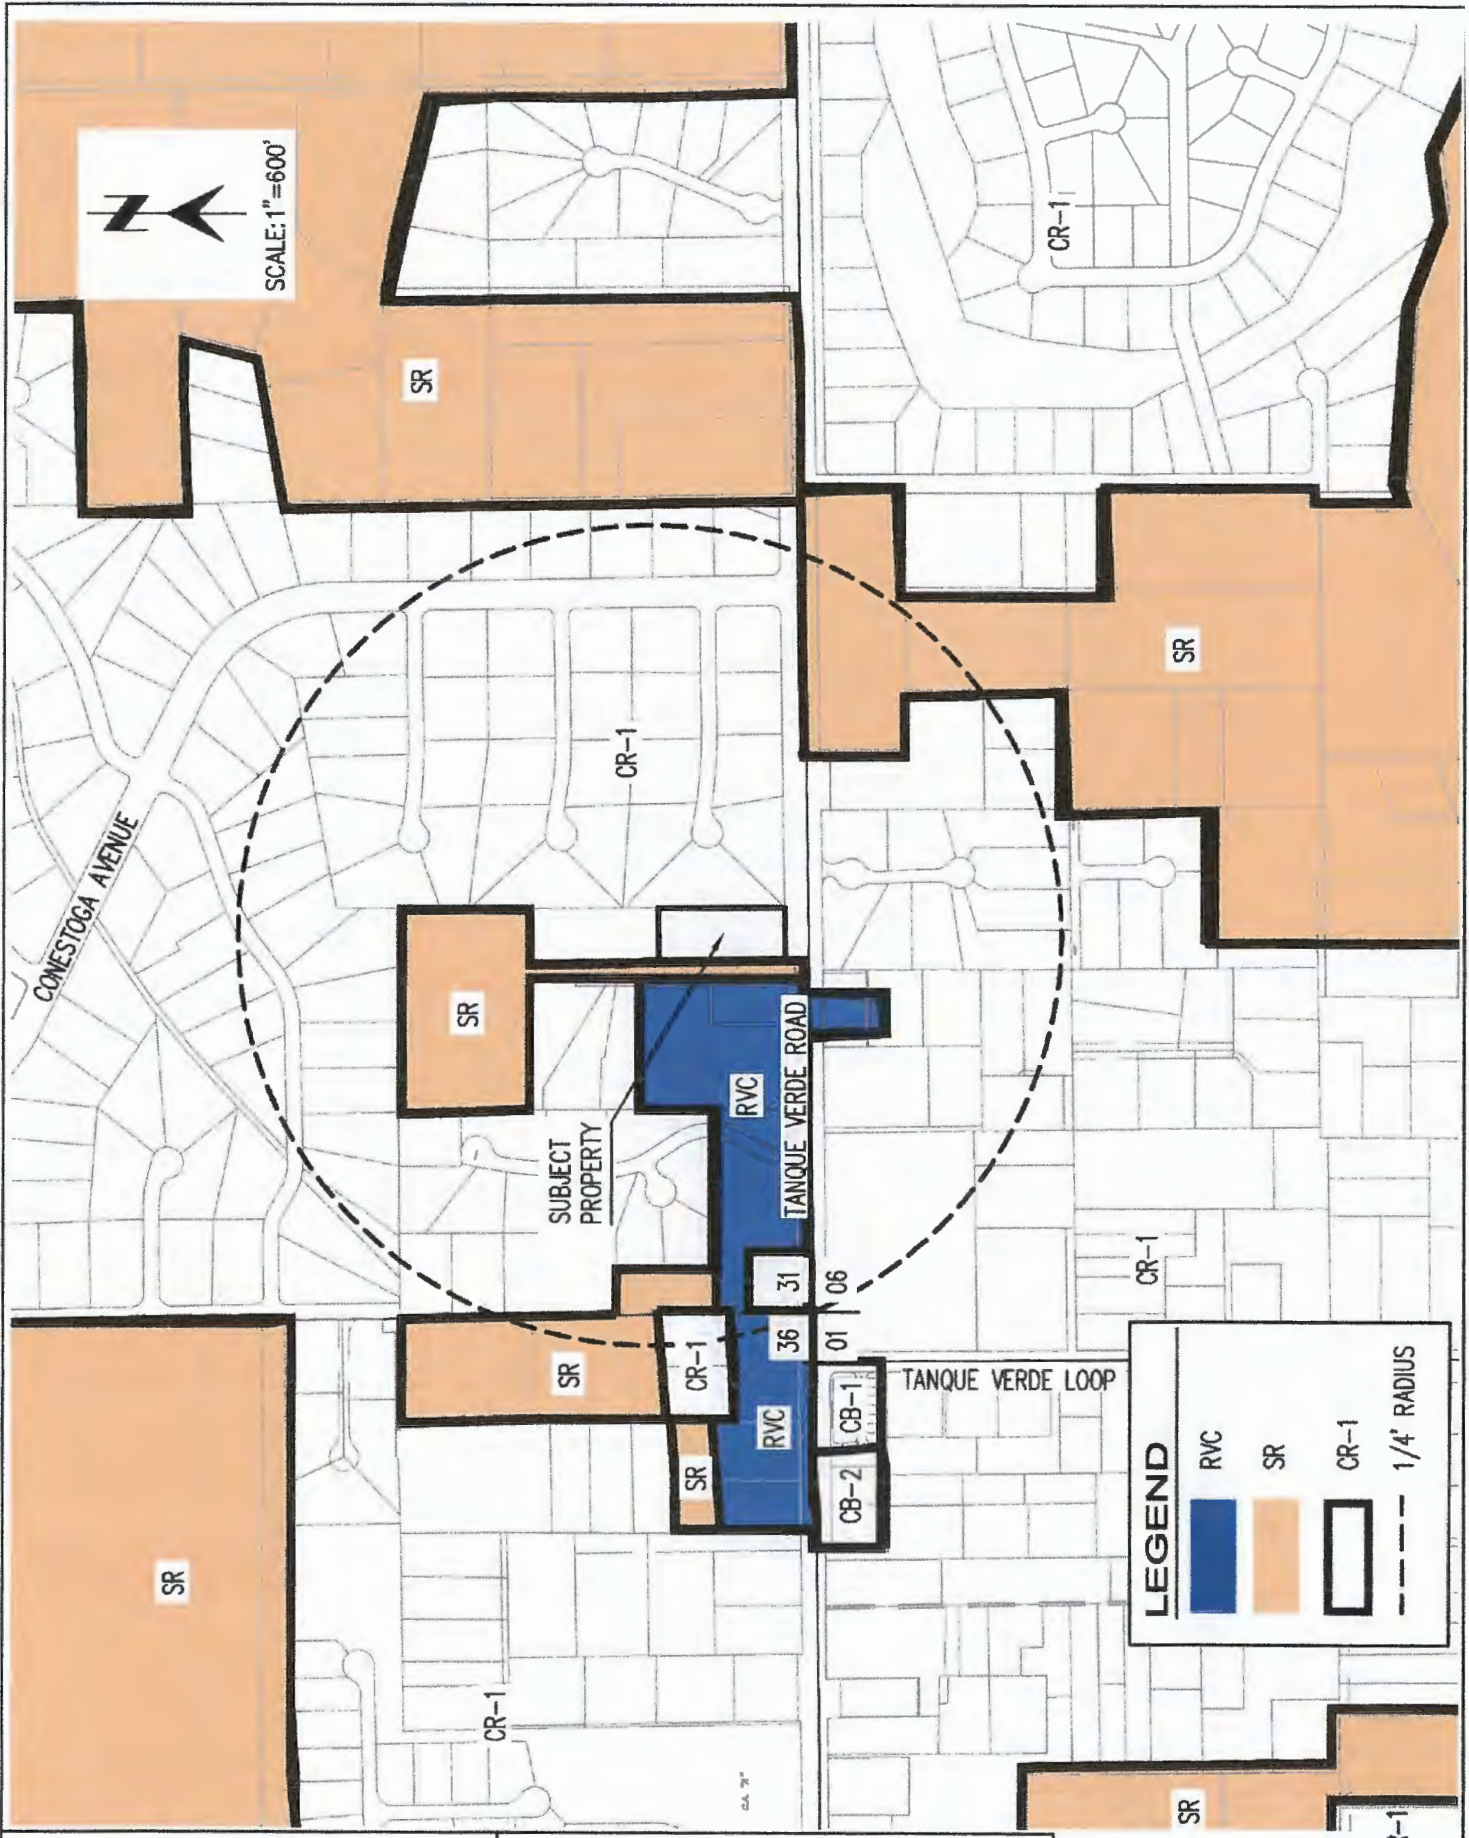 CONESTOGA AVENUE
N
SCALE: 1"=600'
SR
SR
SR
CR-1
CR-1
SUBJECT
PROPERTY
SR
RVC
TANQUE VERDE ROAD
SR
CR-1
36
31
01
06
SR
RVC
CB-2
CB-1
TANQUE VERDE LOOP
CR-1
CR-1
SR
SR
LEGEND
RVC
SR
CR-1
1/4' RADIUS